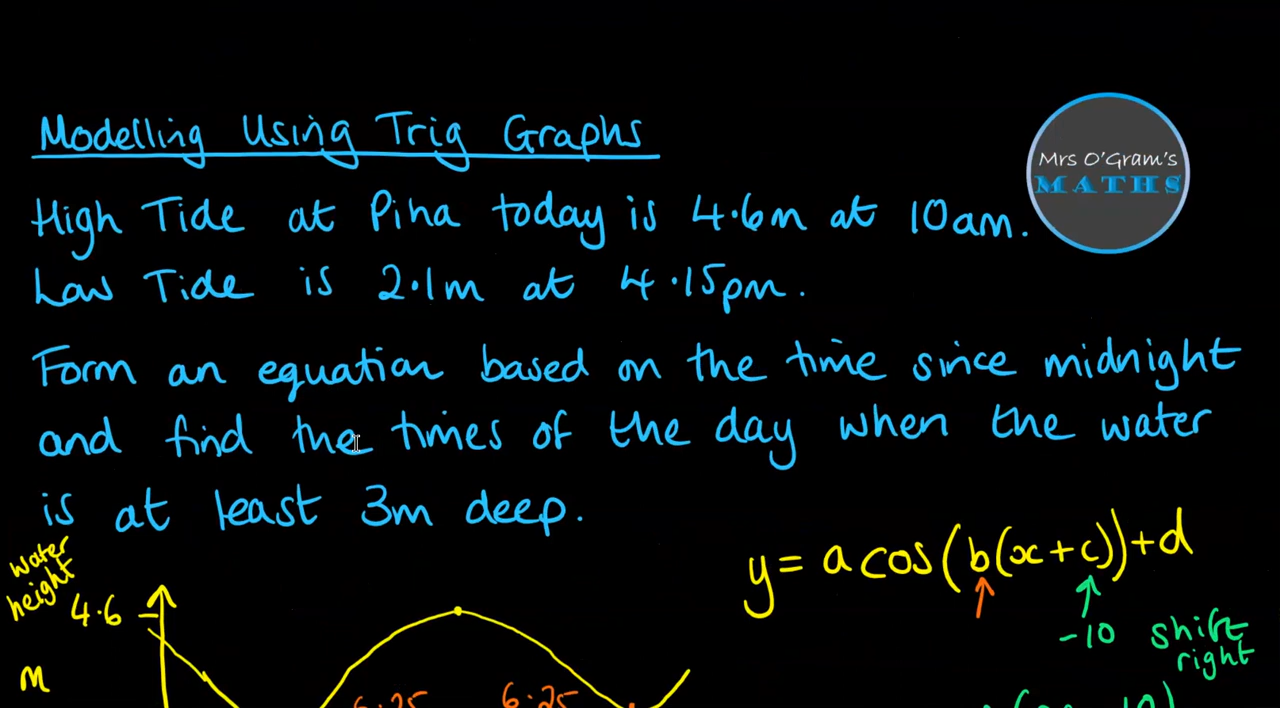 Modelling Using Trig Graphs
Mrs O'Gram's
MATHS
High Tide at Piha today is 4.6m at 10am.
Low Tide is 2.1m at 4.15pm.
Form an equation based on the time since midnight
and find the times of the day when the water
is at least 3m deep.
y = a cos(b(x+c))+d
water
height
4.6
-10 shift
right
m
6.25 6.25